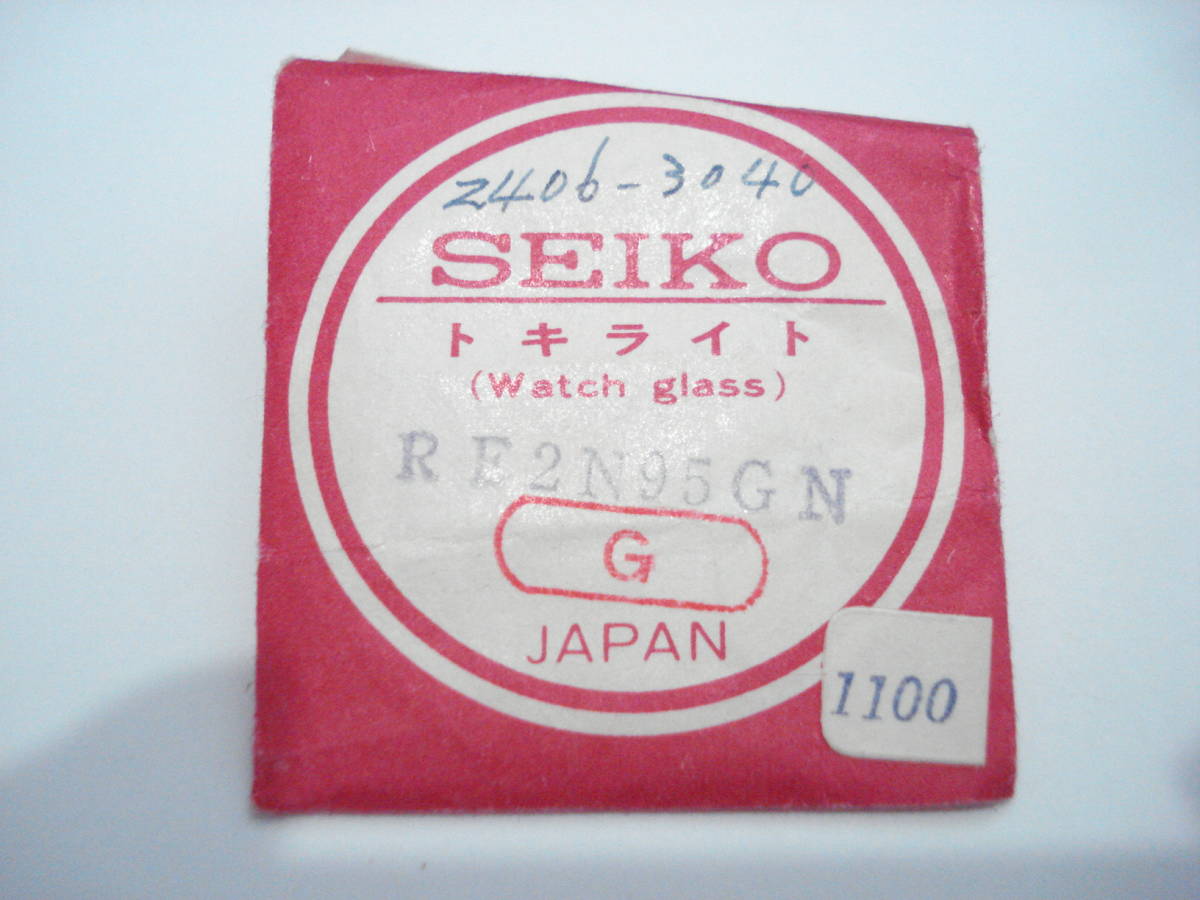 2406-3040
SEIKO
トキライト
(Watch glass)
RE2N95GN
G
JAPAN
1100